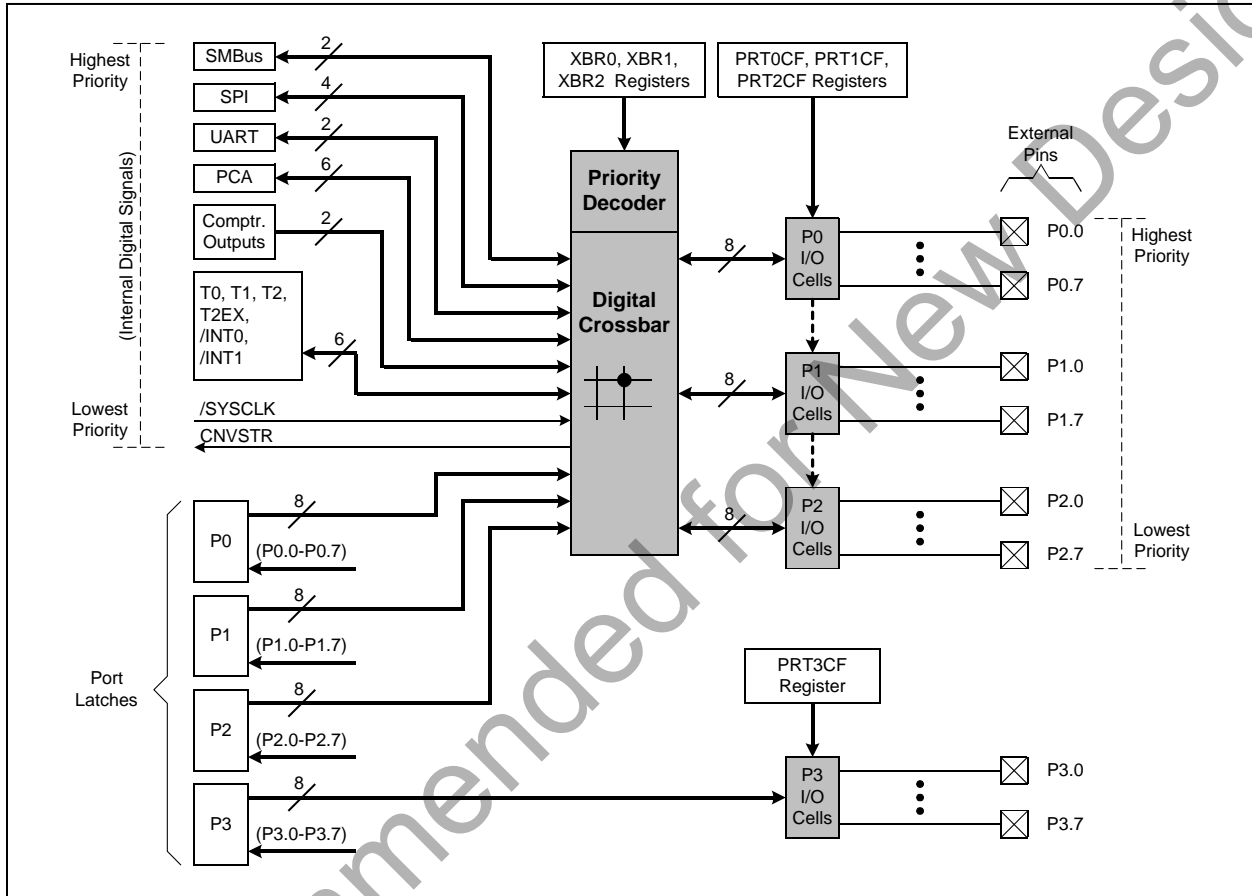 Highest
Priority
(Internal Digital Signals)
Lowest
Priority
SMBus
2
SPI
4
UART
2
PCA
6
Comptr.
Outputs
2
T0, T1, T2,
T2EX,
/INT0,
/INT1
6
/SYSCLK
CNVSTR
XBR0, XBR1,
XBR2 Registers
PRT0CF, PRT1CF,
PRT2CF Registers
Priority
Decoder
Digital
Crossbar
8
P0
I/O
Cells
8
P1
I/O
Cells
8
P2
I/O
Cells
External
Pins
P0.0
P0.7
P1.0
P1.7
P2.0
P2.7
Highest
Priority
Lowest
Priority
Port
Latches
P0
8
(P0.0-P0.7)
P1
8
(P1.0-P1.7)
P2
8
(P2.0-P2.7)
P3
8
(P3.0-P3.7)
PRT3CF
Register
P3
I/O
Cells
P3.0
P3.7
for New